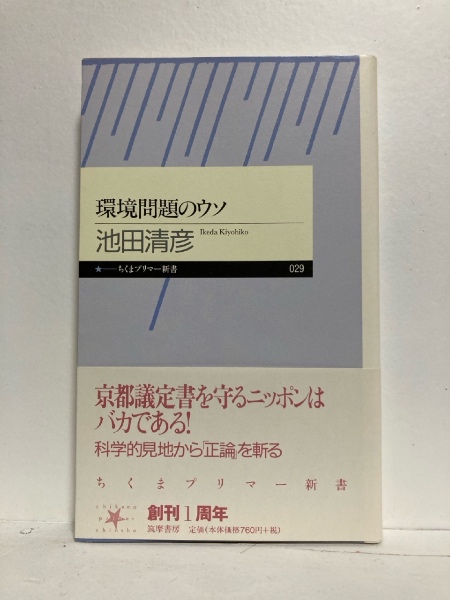 環境問題のウソ
池田清彦 Ikeda Kiyohiko
★──ちくまプリマー新書 029
京都議定書を守るニッポンは
バカである!
科学的見地から「正論」を斬る
ちくまプリマー新書
chikuma
primer
shinsho
創刊1周年
筑摩書房 定価(本体価格760円+税)